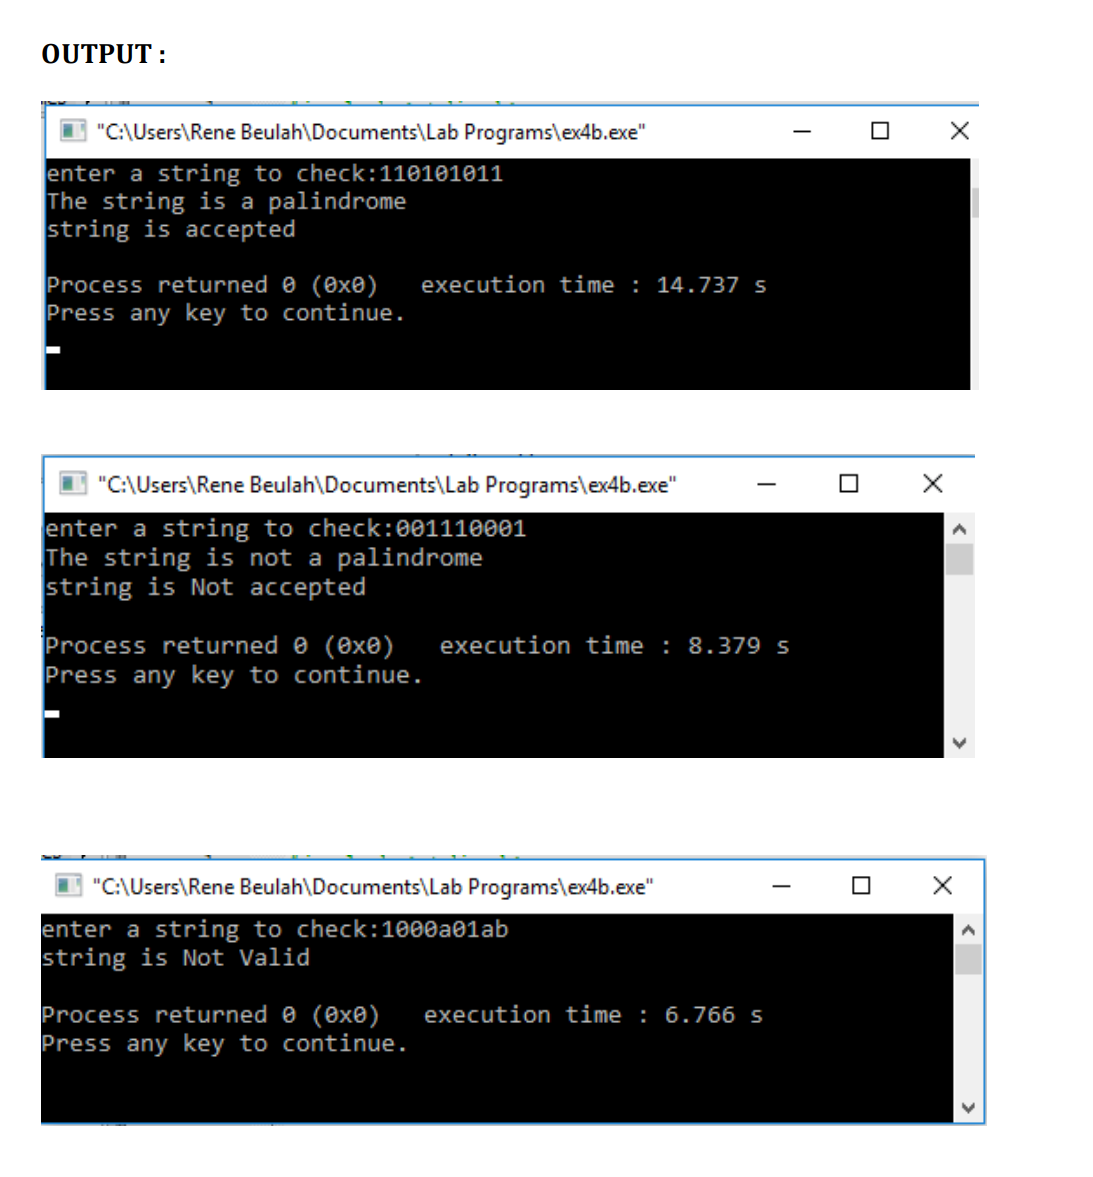 OUTPUT :
"C:\Users\Rene Beulah\Documents\Lab Programs\ex4b.exe"
enter a string to check:110101011
The string is a palindrome
string is accepted
Process returned 0 (0x0)   execution time : 14.737 s
Press any key to continue.
"C:\Users\Rene Beulah\Documents\Lab Programs\ex4b.exe"
enter a string to check:001110001
The string is not a palindrome
string is Not accepted
Process returned 0 (0x0)   execution time : 8.379 s
Press any key to continue.
"C:\Users\Rene Beulah\Documents\Lab Programs\ex4b.exe"
enter a string to check:1000a01ab
string is Not Valid
Process returned 0 (0x0)   execution time : 6.766 s
Press any key to continue.